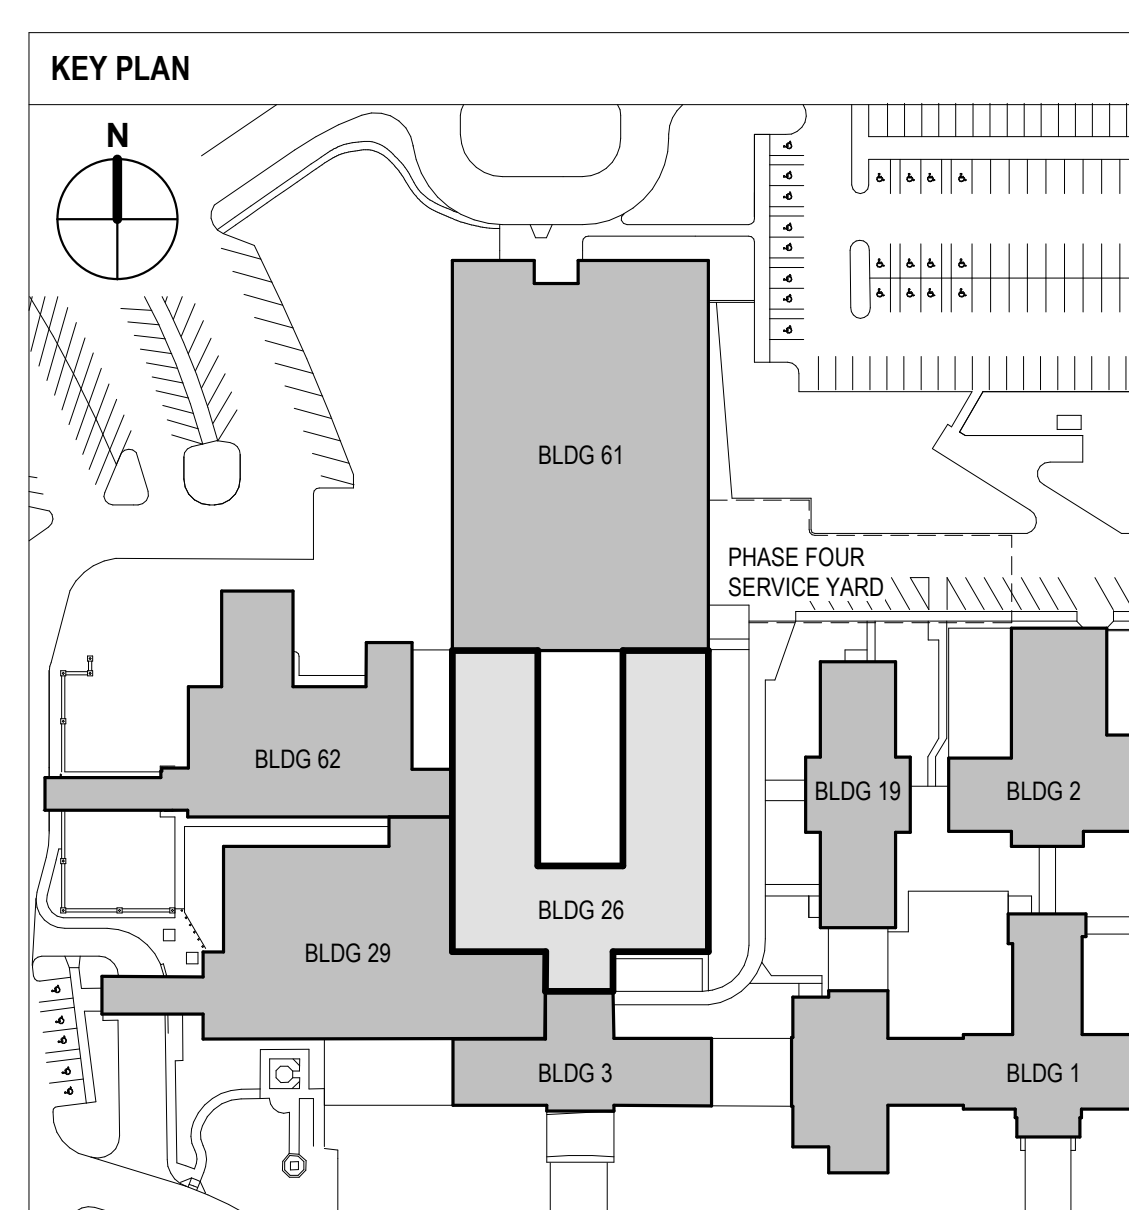 KEY PLAN
N
BLDG 61
PHASE FOUR
SERVICE YARD
BLDG 62
BLDG 19
BLDG 2
BLDG 26
BLDG 29
BLDG 3
BLDG 1